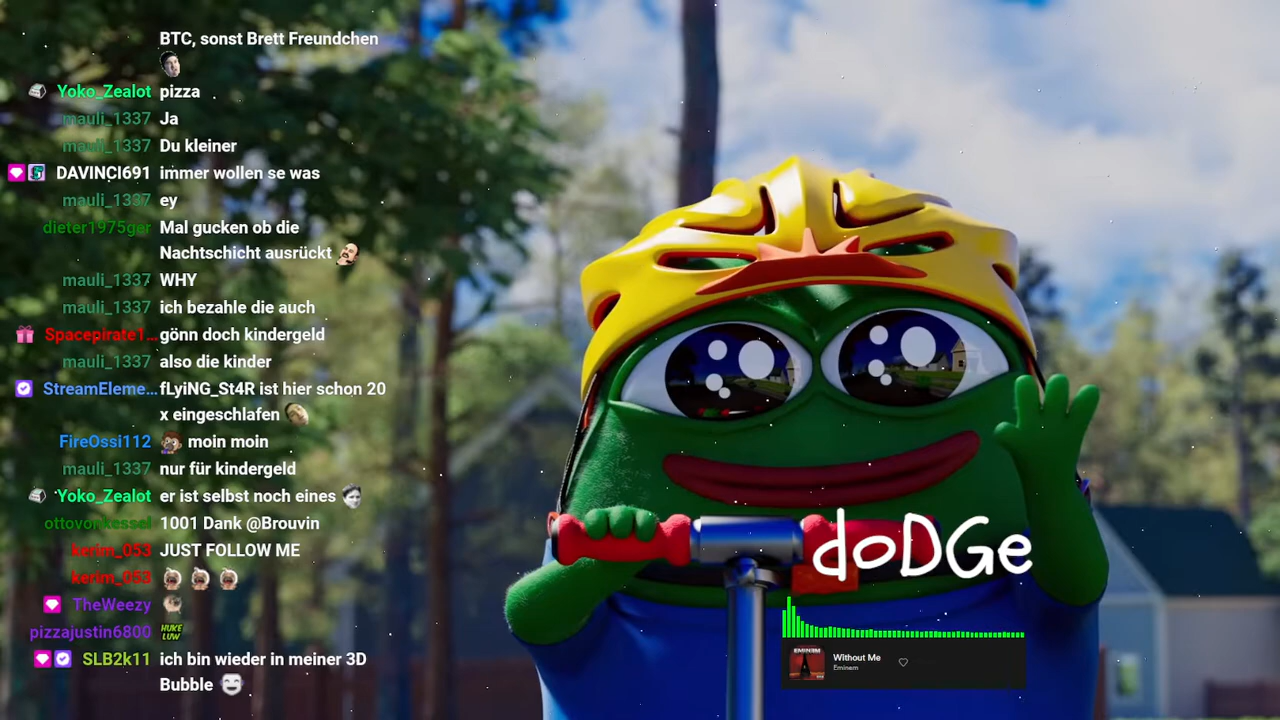 BTC, sonst Brett Freundchen
Yoko_Zealot pizza
mauli_1337 Ja
mauli_1337 Du kleiner
DAVINCI691 immer wollen se was
mauli_1337 ey
dieter1975ger Mal gucken ob die
Nachtschicht ausrückt
mauli_1337 WHY
mauli_1337 ich bezahle die auch
Spacepirate1… gönn doch kindergeld
mauli_1337 also die kinder
StreamEleme… fLyiNG_St4R ist hier schon 20
x eingeschlafen
FireOssi112 moin moin
mauli_1337 nur für kindergeld
Yoko_Zealot er ist selbst noch eines
ottovonkessel 1001 Dank @Brouvin
kerim_053 JUST FOLLOW ME
kerim_053
TheWeezy
pizzajustin6800 HUKE
LUW
SLB2k11 ich bin wieder in meiner 3D
Bubble
doDGe
EMINEM
Without Me
Eminem